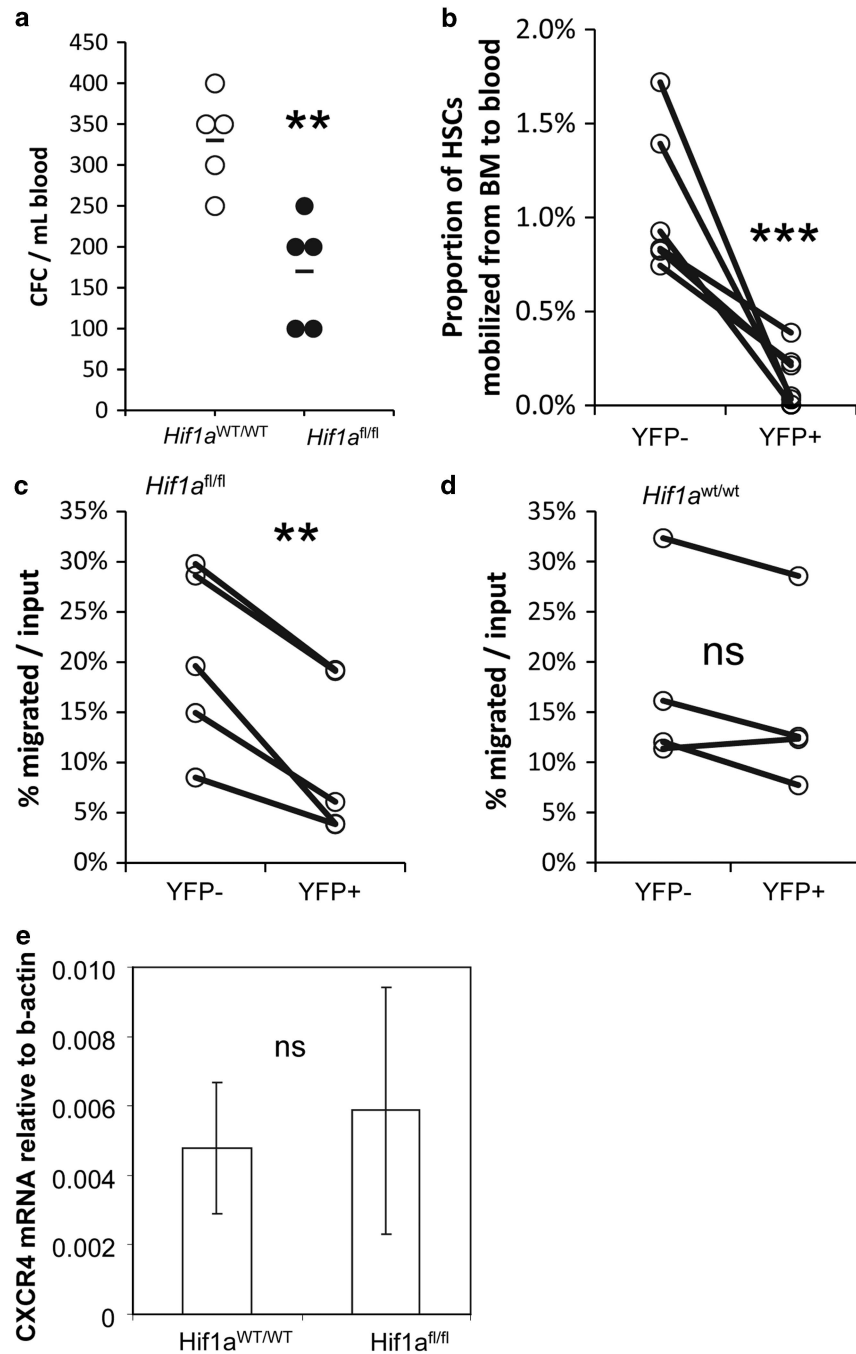 a
CFC / mL blood
450
400
350
300
250
200
150
100
50
0
**
Hif1aWT/WT
Hif1afl/fl
b
Proportion of HSCs
mobilized from BM to blood
2.0%
1.5%
1.0%
0.5%
0.0%
***
YFP-
YFP+
c
Hif1afl/fl
% migrated / input
35%
30%
25%
20%
15%
10%
5%
0%
**
YFP-
YFP+
d
Hif1awt/wt
% migrated / input
35%
30%
25%
20%
15%
10%
5%
0%
ns
YFP-
YFP+
e
CXCR4 mRNA relative to b-actin
0.010
0.008
0.006
0.004
0.002
0
ns
Hif1aWT/WT
Hif1afl/fl